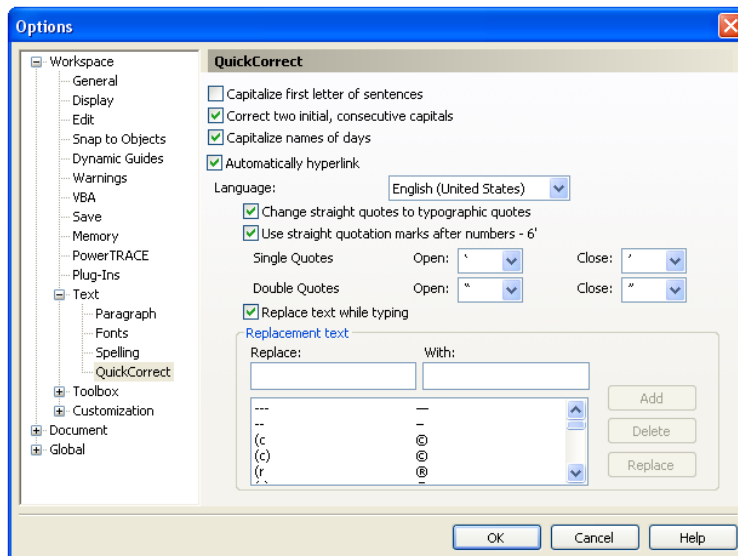 Options
Workspace
General
Display
Edit
Snap to Objects
Dynamic Guides
Warnings
VBA
Save
Memory
PowerTRACE
Plug-Ins
Text
Paragraph
Fonts
Spelling
QuickCorrect
Toolbox
Customization
Document
Global
QuickCorrect
Capitalize first letter of sentences
Correct two initial, consecutive capitals
Capitalize names of days
Automatically hyperlink
Language: English (United States)
Change straight quotes to typographic quotes
Use straight quotation marks after numbers - 6'
Single Quotes Open: ‘ Close: ’
Double Quotes Open: “ Close: ”
Replace text while typing
Replacement text
Replace: With:
--- —
-- –
(c ©
(c) ©
(r ®
Add
Delete
Replace
OK Cancel Help